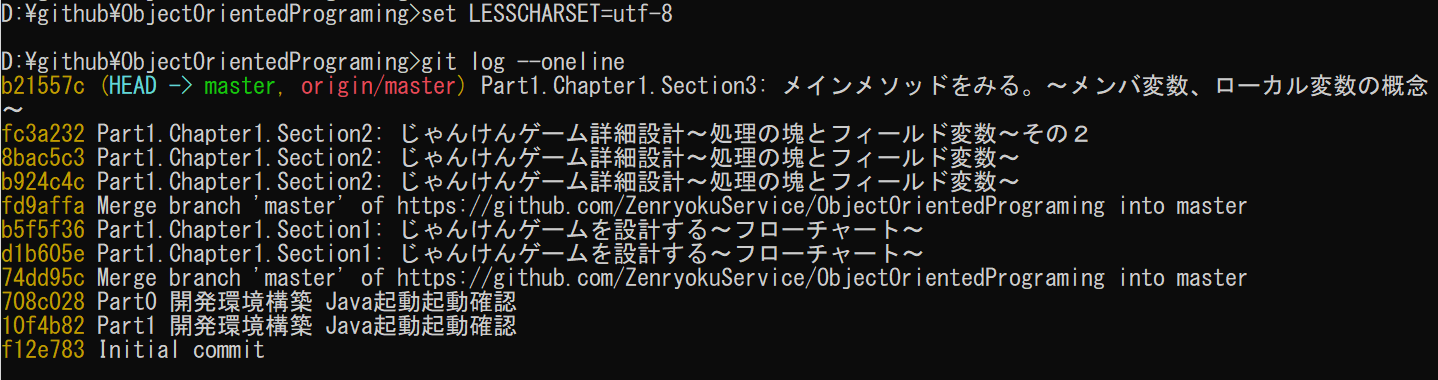 D:¥github¥ObjectOrientedPrograming>set LESSCHARSET=utf-8
D:¥github¥ObjectOrientedPrograming>git log --oneline
b21557c (HEAD -> master, origin/master) Part1.Chapter1.Section3: メインメソッドをみる。～メンバ変数、ローカル変数の概念
～
fc3a232 Part1.Chapter1.Section2: じゃんけんゲーム詳細設計～処理の塊とフィールド変数～その２
8bac5c3 Part1.Chapter1.Section2: じゃんけんゲーム詳細設計～処理の塊とフィールド変数～
b924c4c Part1.Chapter1.Section2: じゃんけんゲーム詳細設計～処理の塊とフィールド変数～
fd9affa Merge branch 'master' of https://github.com/ZenryokuService/ObjectOrientedPrograming into master
b5f5f36 Part1.Chapter1.Section1: じゃんけんゲームを設計する～フローチャート～
d1b605e Part1.Chapter1.Section1: じゃんけんゲームを設計する～フローチャート～
74dd95c Merge branch 'master' of https://github.com/ZenryokuService/ObjectOrientedPrograming into master
708c028 Part0 開発環境構築 Java起動起動確認
10f4b82 Part1 開発環境構築 Java起動起動確認
f12e783 Initial commit